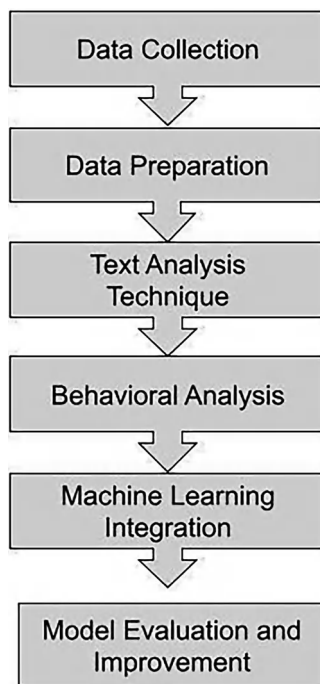 Data Collection
Data Preparation
Text Analysis
Technique
Behavioral Analysis
Machine Learning
Integration
Model Evaluation and
Improvement